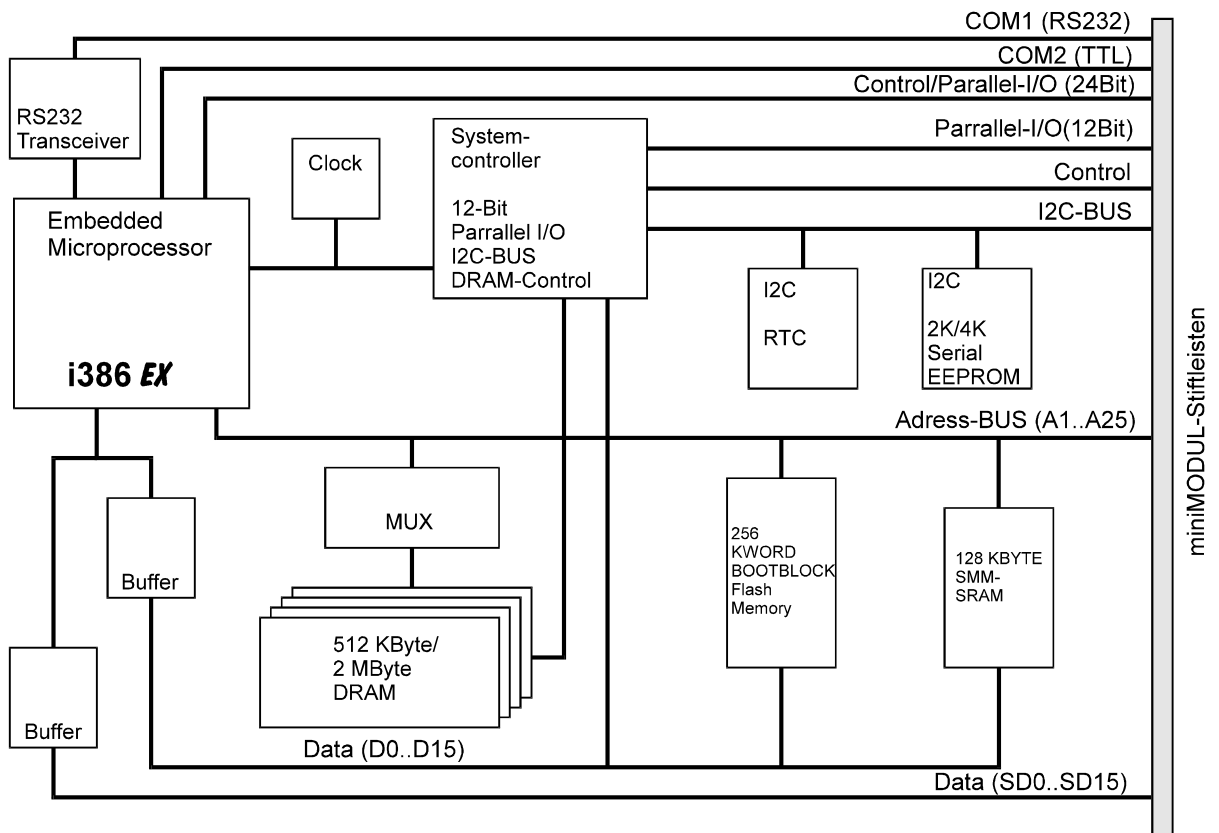 COM1 (RS232)
COM2 (TTL)
Control/Parallel-I/O (24Bit)
Parrallel-I/O(12Bit)
Control
I2C-BUS
RS232
Transceiver
Clock
System-
controller
12-Bit
Parrallel I/O
I2C-BUS
DRAM-Control
Embedded
Microprocessor
i386 EX
I2C
RTC
I2C
2K/4K
Serial
EEPROM
miniMODUL-Stiftleisten
Adress-BUS (A1..A25)
MUX
Buffer
256
KWORD
BOOTBLOCK
Flash
Memory
128 KBYTE
SMM-
SRAM
512 KByte/
2 MByte
DRAM
Buffer
Data (D0..D15)
Data (SD0..SD15)